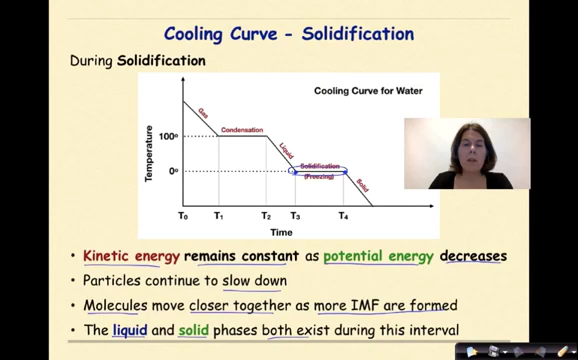 Cooling Curve - Solidification
During Solidification
Cooling Curve for Water
Temperature
100°
0°
Gas
Condensation
Liquid
Solidification
(Freezing)
Solid
T0 T1 T2 T3 T4
Time
• Kinetic energy remains constant as potential energy decreases
• Particles continue to slow down
• Molecules move closer together as more IMF are formed
• The liquid and solid phases both exist during this interval